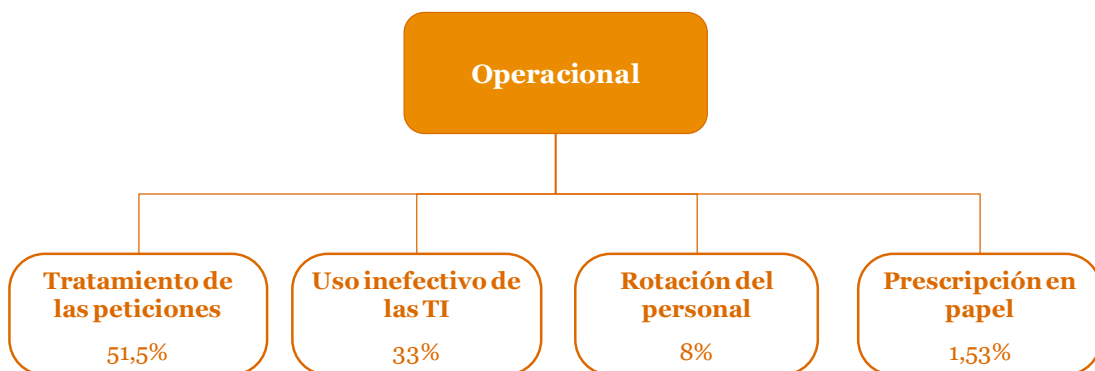 Operacional
Tratamiento de
las peticiones
51,5%
Uso inefectivo de
las TI
33%
Rotación del
personal
8%
Prescripción en
papel
1,53%